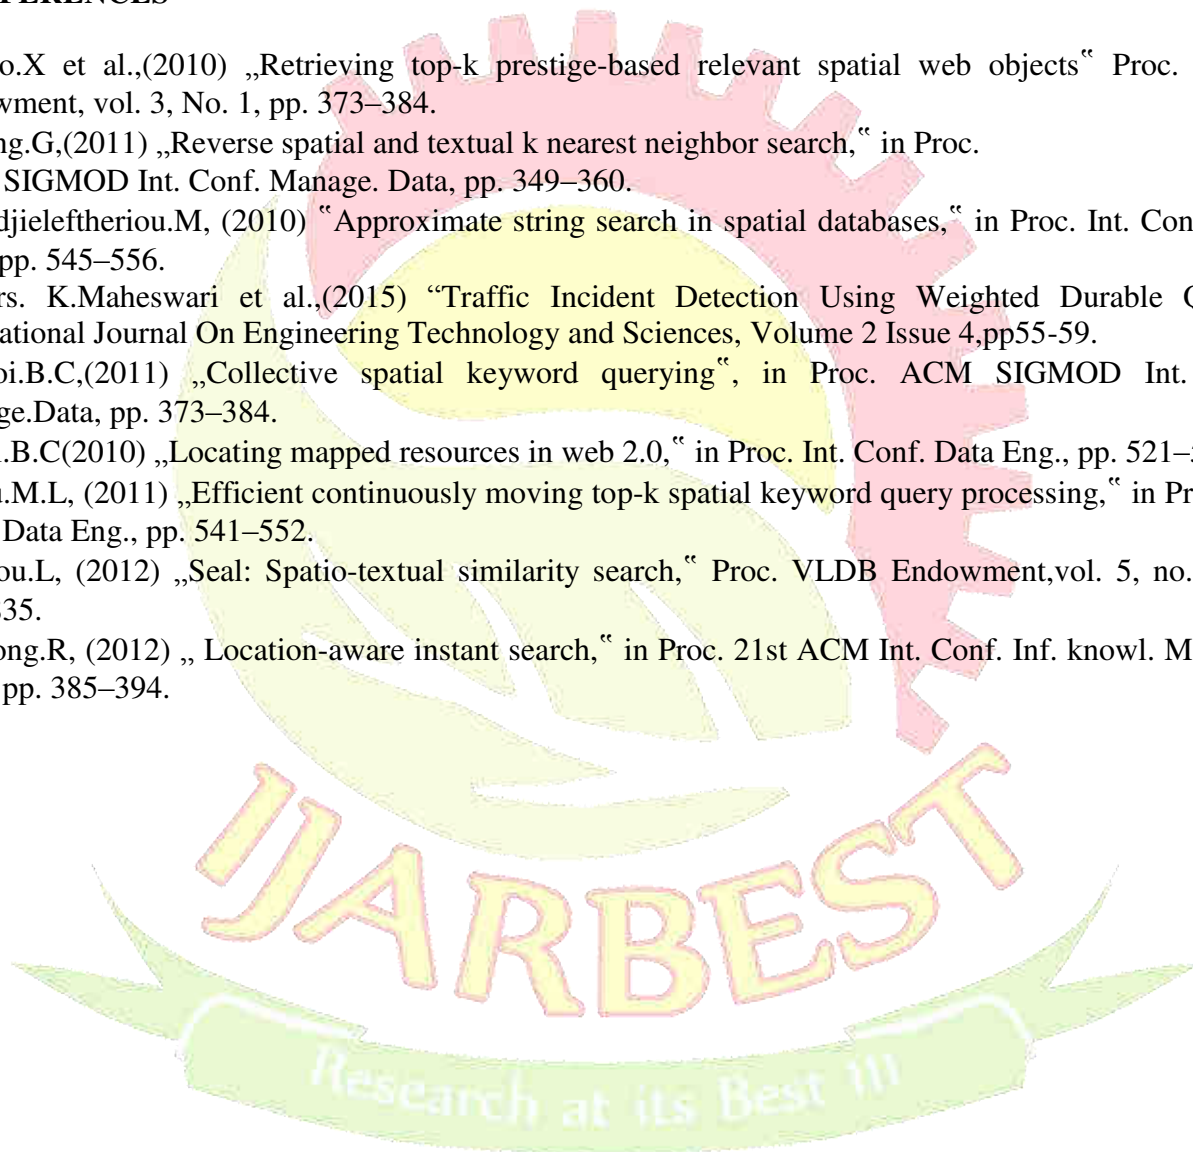 FERENCES
o.X et al.,(2010) „Retrieving top-k prestige-based relevant spatial web objects‟ Proc.
wment, vol. 3, No. 1, pp. 373–384.
ng.G,(2011) „Reverse spatial and textual k nearest neighbor search,‟ in Proc.
SIGMOD Int. Conf. Manage. Data, pp. 349–360.
djieleftheriou.M, (2010) ‟Approximate string search in spatial databases,‟ in Proc. Int. Con
pp. 545–556.
rs. K.Maheswari et al.,(2015) “Traffic Incident Detection Using Weighted Durable
ational Journal On Engineering Technology and Sciences, Volume 2 Issue 4,pp55-59.
oi.B.C,(2011) „Collective spatial keyword querying‟, in Proc. ACM SIGMOD Int.
ge.Data, pp. 373–384.
.B.C(2010) „Locating mapped resources in web 2.0,‟ in Proc. Int. Conf. Data Eng., pp. 521–
.M.L, (2011) „Efficient continuously moving top-k spatial keyword query processing,‟ in Pr
Data Eng., pp. 541–552.
ou.L, (2012) „Seal: Spatio-textual similarity search,‟ Proc. VLDB Endowment,vol. 5, no.
35.
ong.R, (2012) „ Location-aware instant search,‟ in Proc. 21st ACM Int. Conf. Inf. knowl. M
pp. 385–394.
IJARBEST
Research at its Best !!!